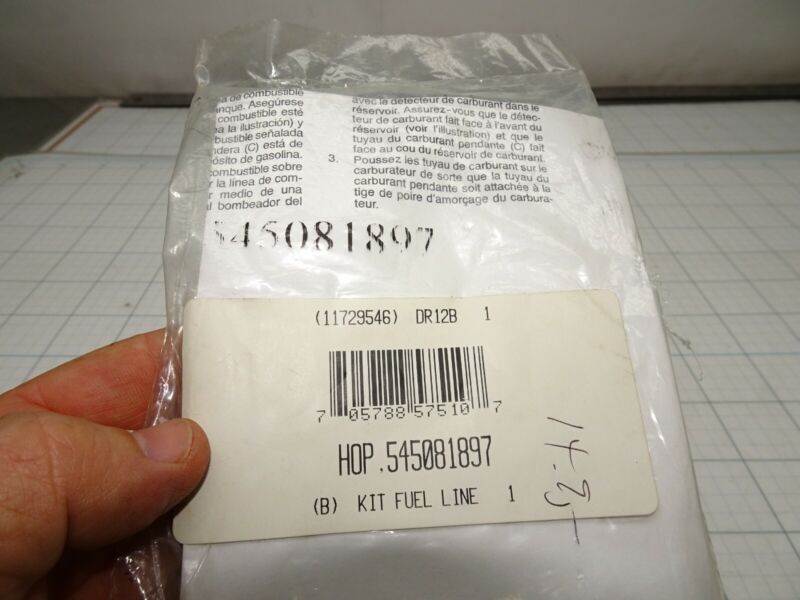 de combustible
anque. Asegúrese
combustible esté
a la ilustración) y
bustible señalada
ndera (C) está de
ósito de gasolina.
combustible sobre
r la línea de com-
r medio de una
al bombeador del
avec le détecteur de carburant dans le
réservoir. Assurez-vous que le détec-
teur de carburant fait face à l'avant du
réservoir (voir l'illustration) et que le
tuyau du carburant pendante (C) fait
face au cou du réservoir de carburant.
3. Poussez les tuyau de carburant sur le
carburateur de sorte que la tuyau du
carburant pendante soit attachée à la
tige de poire d'amorçage du carbura-
teur.
545081897
(11729546) DR12B 1
7 05788 57510 7
HOP.545081897
(B) KIT FUEL LINE 1